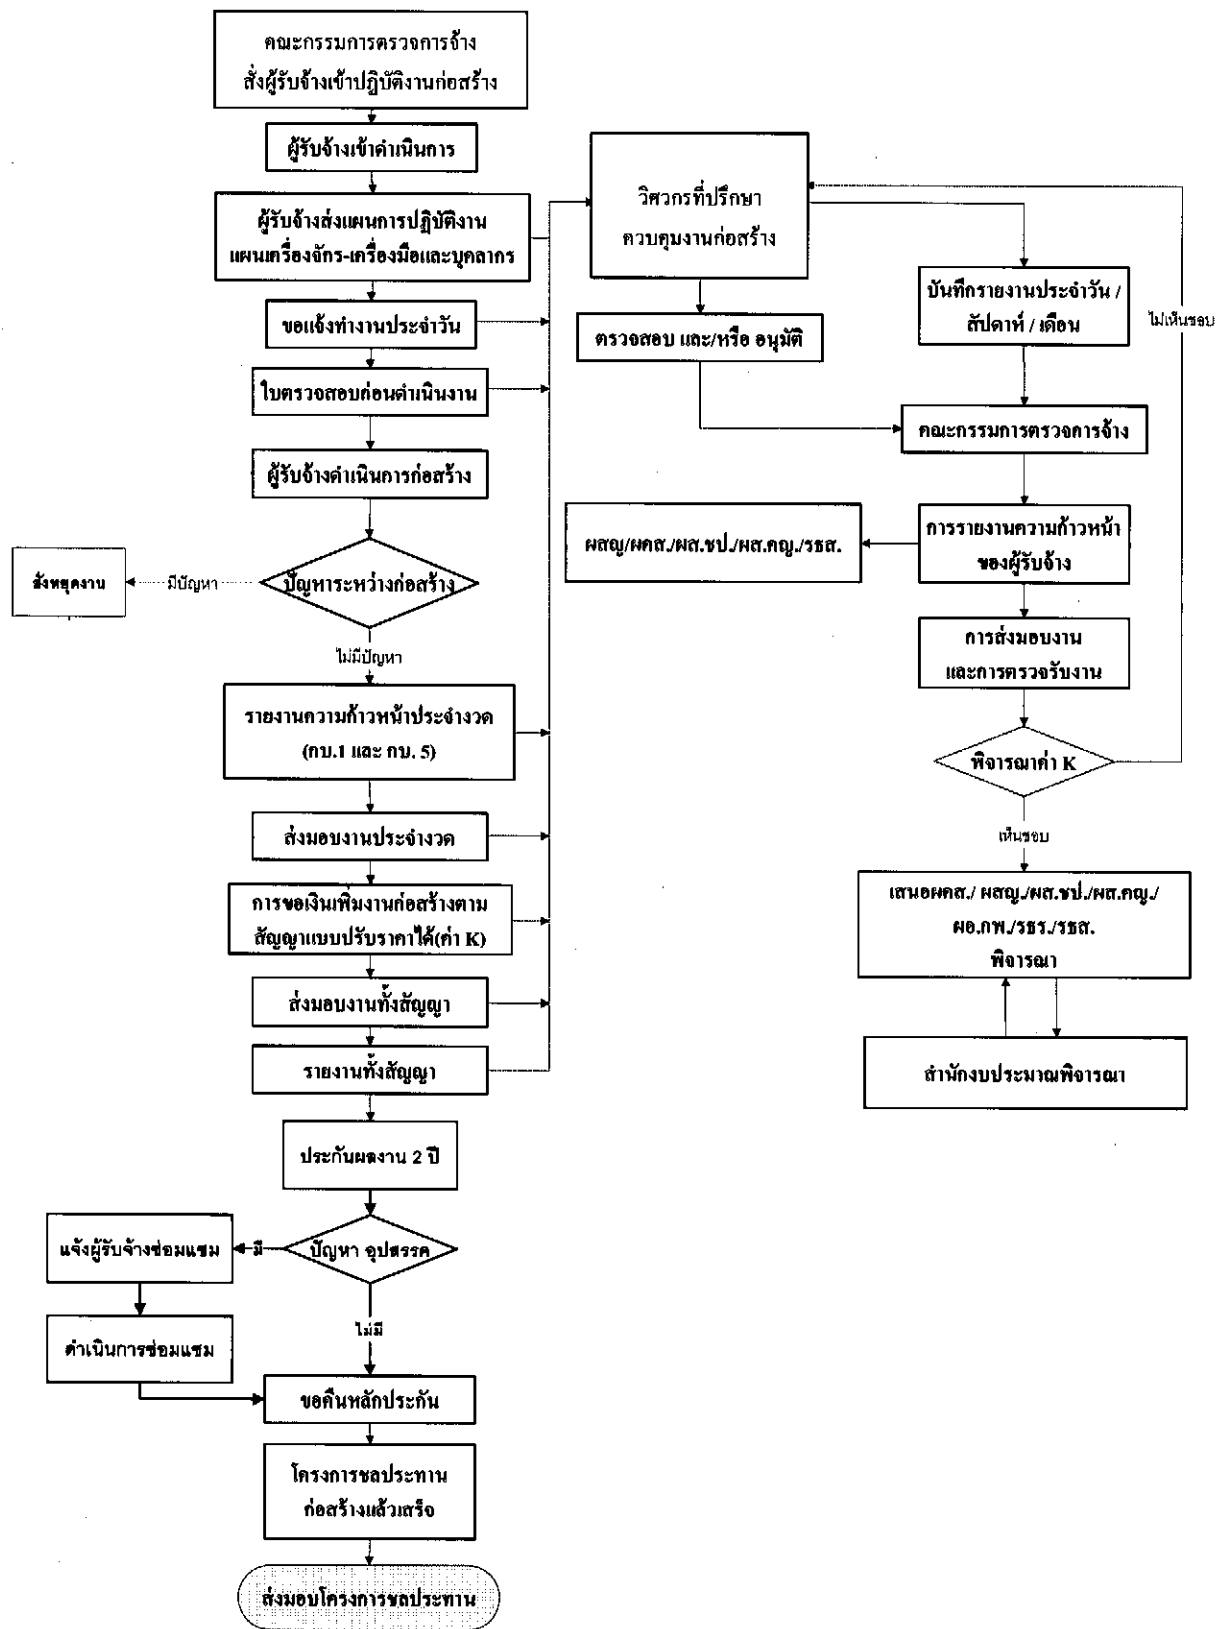 คณะกรรมการตรวจการจ้าง
สั่งผู้รับจ้างเข้าปฏิบัติงานก่อสร้าง
ผู้รับจ้างเข้าดำเนินการ
ผู้รับจ้างส่งแผนการปฏิบัติงาน
แผนเครื่องจักร-เครื่องมือและบุคลากร
ขอแจ้งทำงานประจำวัน
ใบตรวจสอบก่อนดำเนินงาน
ผู้รับจ้างดำเนินการก่อสร้าง
ปัญหาระหว่างก่อสร้าง
มีปัญหา
สั่งหยุดงาน
ไม่มีปัญหา
รายงานความก้าวหน้าประจำงวด
(กบ.1 และ กบ. 5)
ส่งมอบงานประจำงวด
การขอเงินเพิ่มงานก่อสร้างตาม
สัญญาแบบปรับราคาได้(ค่า K)
ส่งมอบงานทั้งสัญญา
รายงานทั้งสัญญา
ประกันผลงาน 2 ปี
ปัญหา อุปสรรค
มี
แจ้งผู้รับจ้างซ่อมแซม
ดำเนินการซ่อมแซม
ไม่มี
ขอคืนหลักประกัน
โครงการชลประทาน
ก่อสร้างแล้วเสร็จ
ส่งมอบโครงการชลประทาน
วิศวกรที่ปรึกษา
ควบคุมงานก่อสร้าง
ตรวจสอบ และ/หรือ อนุมัติ
บันทึกรายงานประจำวัน /
สัปดาห์ / เดือน
ไม่เห็นชอบ
คณะกรรมการตรวจการจ้าง
การรายงานความก้าวหน้า
ของผู้รับจ้าง
ผสญ/ผคส./ผส.ชป./ผส.คญ./รธส.
การส่งมอบงาน
และการตรวจรับงาน
พิจารณาค่า K
เห็นชอบ
เสนอผคส./ ผสญ./ผส.ชป./ผส.คญ./
ผอ.กพ./รธร./รธส.
พิจารณา
สำนักงบประมาณพิจารณา